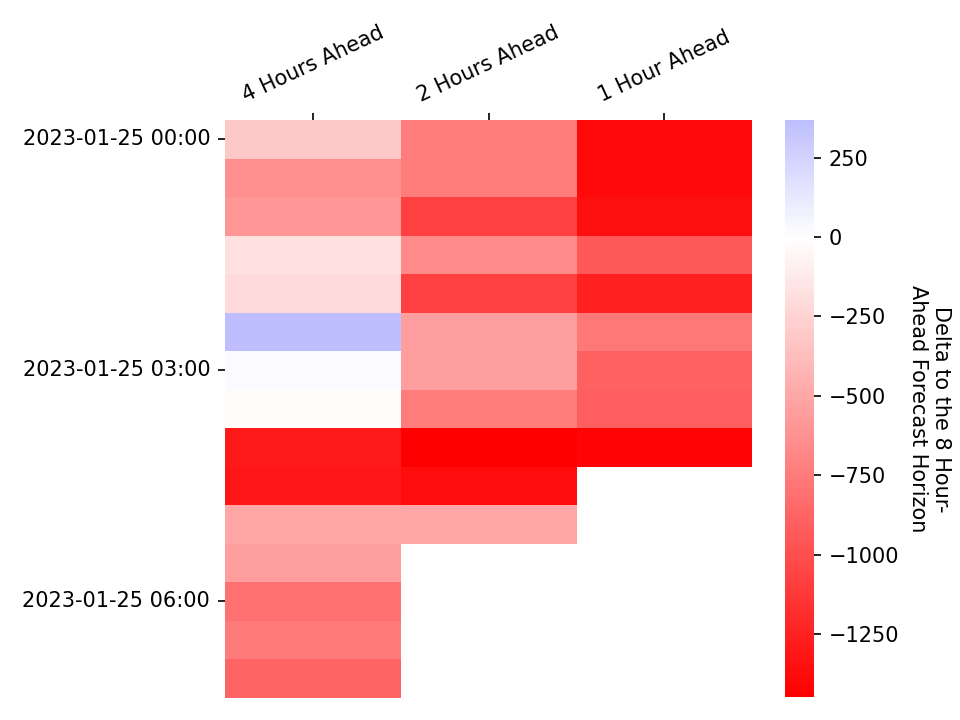 4 Hours Ahead
2 Hours Ahead
1 Hour Ahead
2023-01-25 00:00
2023-01-25 03:00
2023-01-25 06:00
250
0
−250
−500
−750
−1000
−1250
Delta to the 8 Hour-
Ahead Forecast Horizon